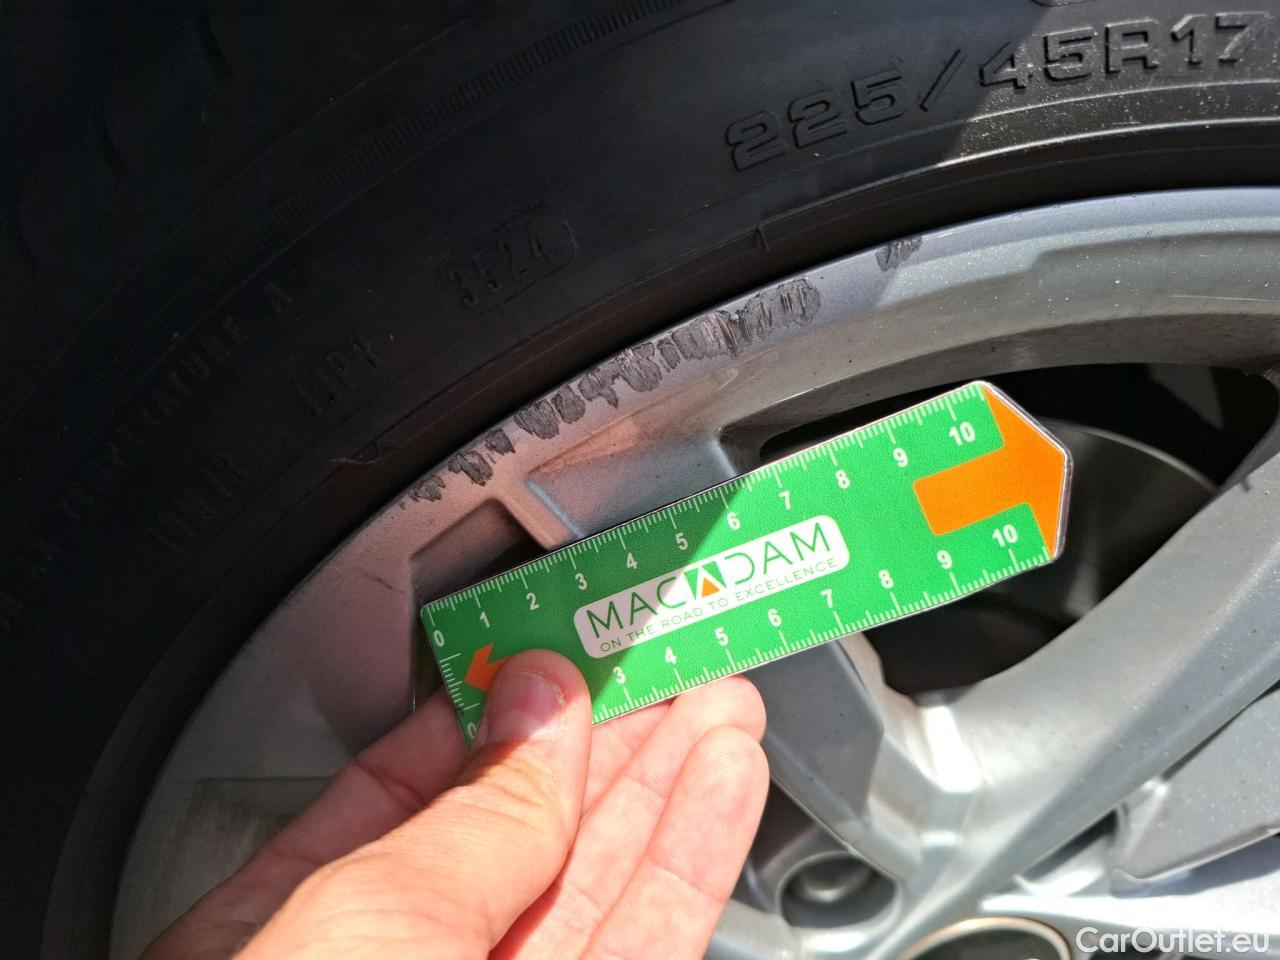 225/45R17
3524
TEMPERATURE A
0 1 2 3 4 5 6 7 8 9 10
MACADAM
ON THE ROAD TO EXCELLENCE
0 3 4 5 6 7 8 9 10
CarOutlet.eu